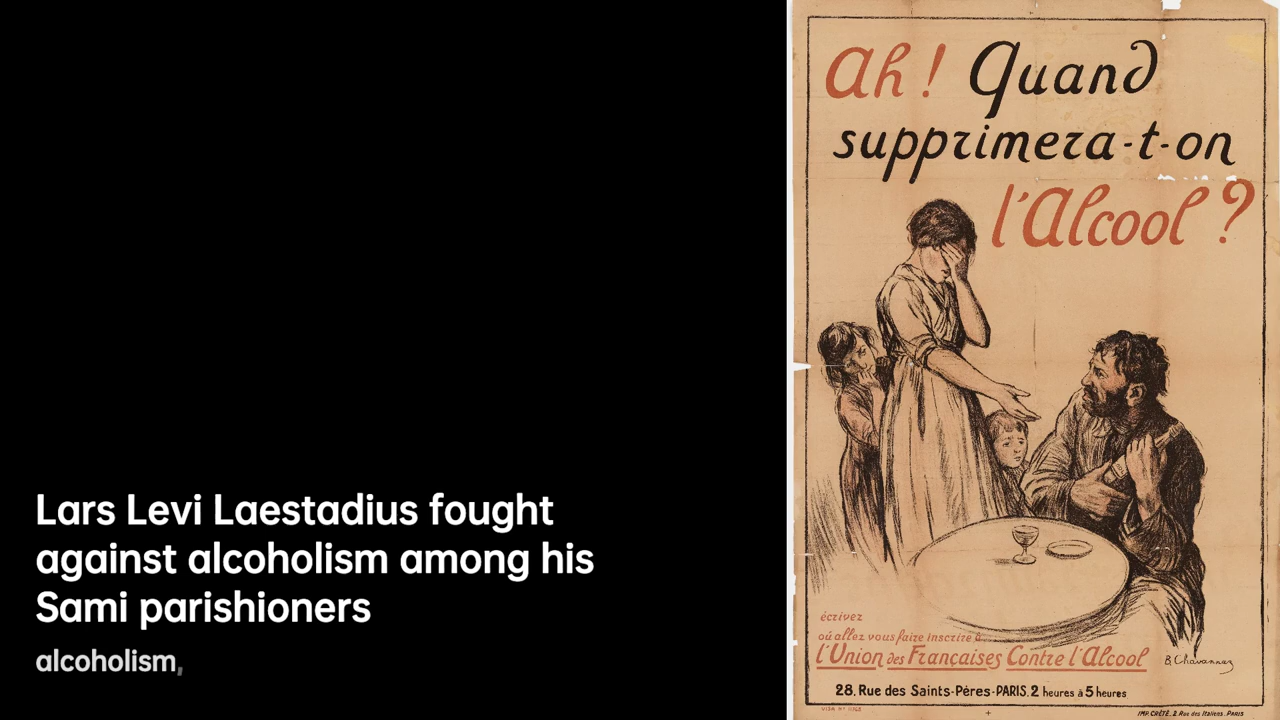 Lars Levi Laestadius fought
against alcoholism among his
Sami parishioners
alcoholism,
Ah! Quand
supprimera-t-on
l'Alcool?
écrivez
où allez vous faire inscrire à
l'Union des Françaises Contre l'Alcool
B. Chavannaz
28. Rue des Saints-Pères-PARIS. 2 heures à 5 heures
VISA Nº
IMP. CRÉTÉ. 2 Rue des Italiens. PARIS